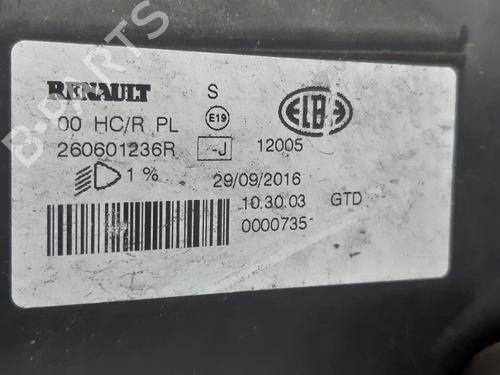 B-PARTS
RENAULT S
00 HC/R PL E19 ELBA
260601236R -J 12005
1 % 29/09/2016
10.30.03 GTD
0000735